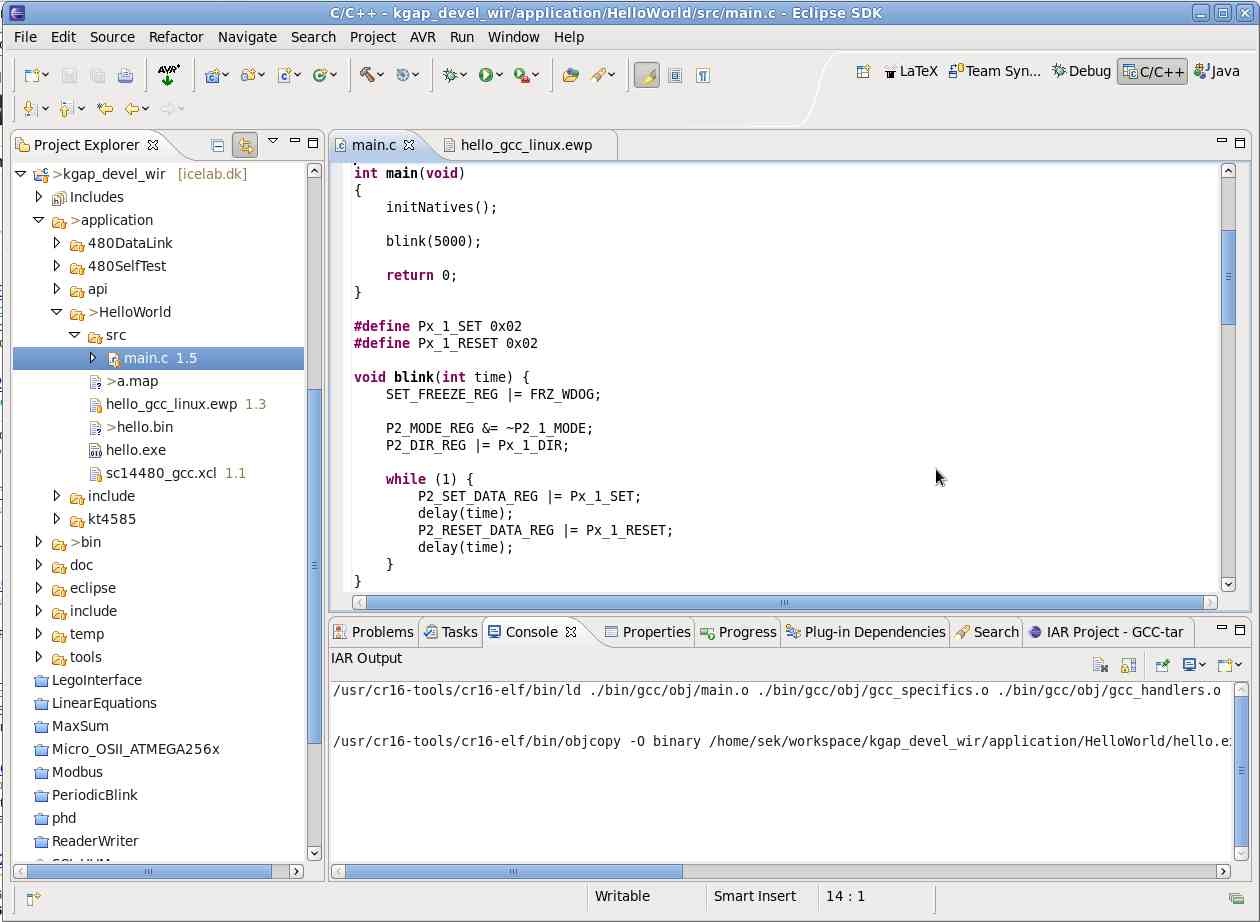 C/C++ - kgap_devel_wir/application/HelloWorld/src/main.c - Eclipse SDK
File Edit Source Refactor Navigate Search Project AVR Run Window Help
AVR LaTeX Team Syn... Debug C/C++ Java
Project Explorer
>kgap_devel_wir [icelab.dk]
Includes
>application
480DataLink
480SelfTest
api
>HelloWorld
src
main.c 1.5
>a.map
hello_gcc_linux.ewp 1.3
>hello.bin
hello.exe
sc14480_gcc.xcl 1.1
include
kt4585
>bin
doc
eclipse
include
temp
tools
LegoInterface
LinearEquations
MaxSum
Micro_OSII_ATMEGA256x
Modbus
PeriodicBlink
phd
ReaderWriter
main.c hello_gcc_linux.ewp
int main(void)
{
    initNatives();
    blink(5000);
    return 0;
}
#define Px_1_SET 0x02
#define Px_1_RESET 0x02
void blink(int time) {
    SET_FREEZE_REG |= FRZ_WDOG;
    P2_MODE_REG &= ~P2_1_MODE;
    P2_DIR_REG |= Px_1_DIR;
    while (1) {
        P2_SET_DATA_REG |= Px_1_SET;
        delay(time);
        P2_RESET_DATA_REG |= Px_1_RESET;
        delay(time);
    }
}
Problems Tasks Console Properties Progress Plug-in Dependencies Search IAR Project - GCC-tar
IAR Output
/usr/cr16-tools/cr16-elf/bin/ld ./bin/gcc/obj/main.o ./bin/gcc/obj/gcc_specifics.o ./bin/gcc/obj/gcc_handlers.o
/usr/cr16-tools/cr16-elf/bin/objcopy -O binary /home/sek/workspace/kgap_devel_wir/application/HelloWorld/hello.e
Writable Smart Insert 14 : 1